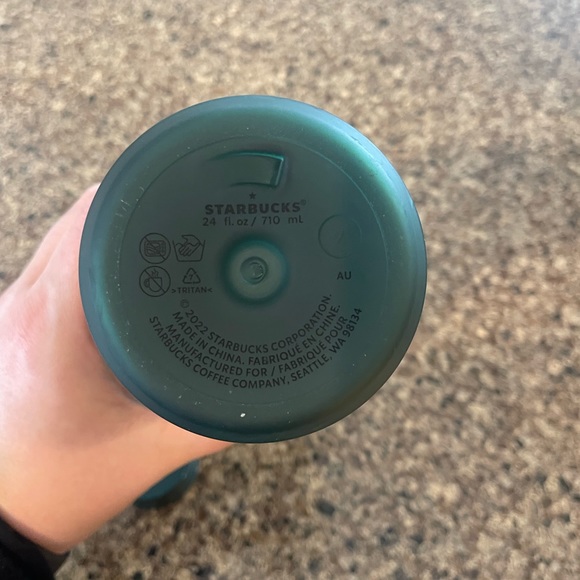 STARBUCKS®
24 fl. oz / 710 mL
AU
7
>TRITAN<
© 2022 STARBUCKS CORPORATION.
MADE IN CHINA. FABRIQUÉ EN CHINE.
MANUFACTURED FOR / FABRIQUÉ POUR
STARBUCKS COFFEE COMPANY, SEATTLE, WA 98134